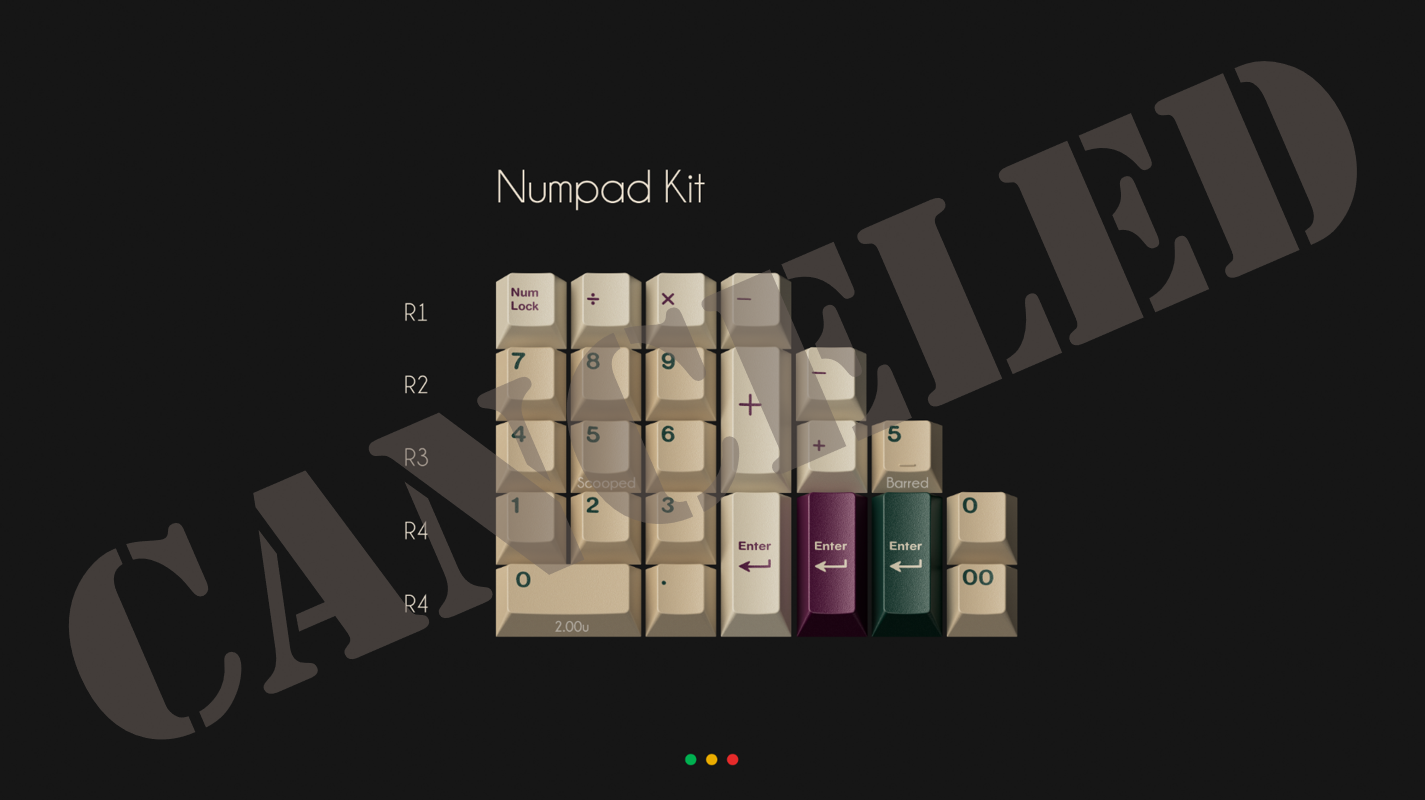 Numpad Kit
R1
Num
Lock
÷
×
−
R2
7
8
9
+
−
R3
4
5
Scooped
6
+
5
Barred
R4
1
2
3
Enter
Enter
Enter
0
R4
0
2.00u
.
00
CANCELED